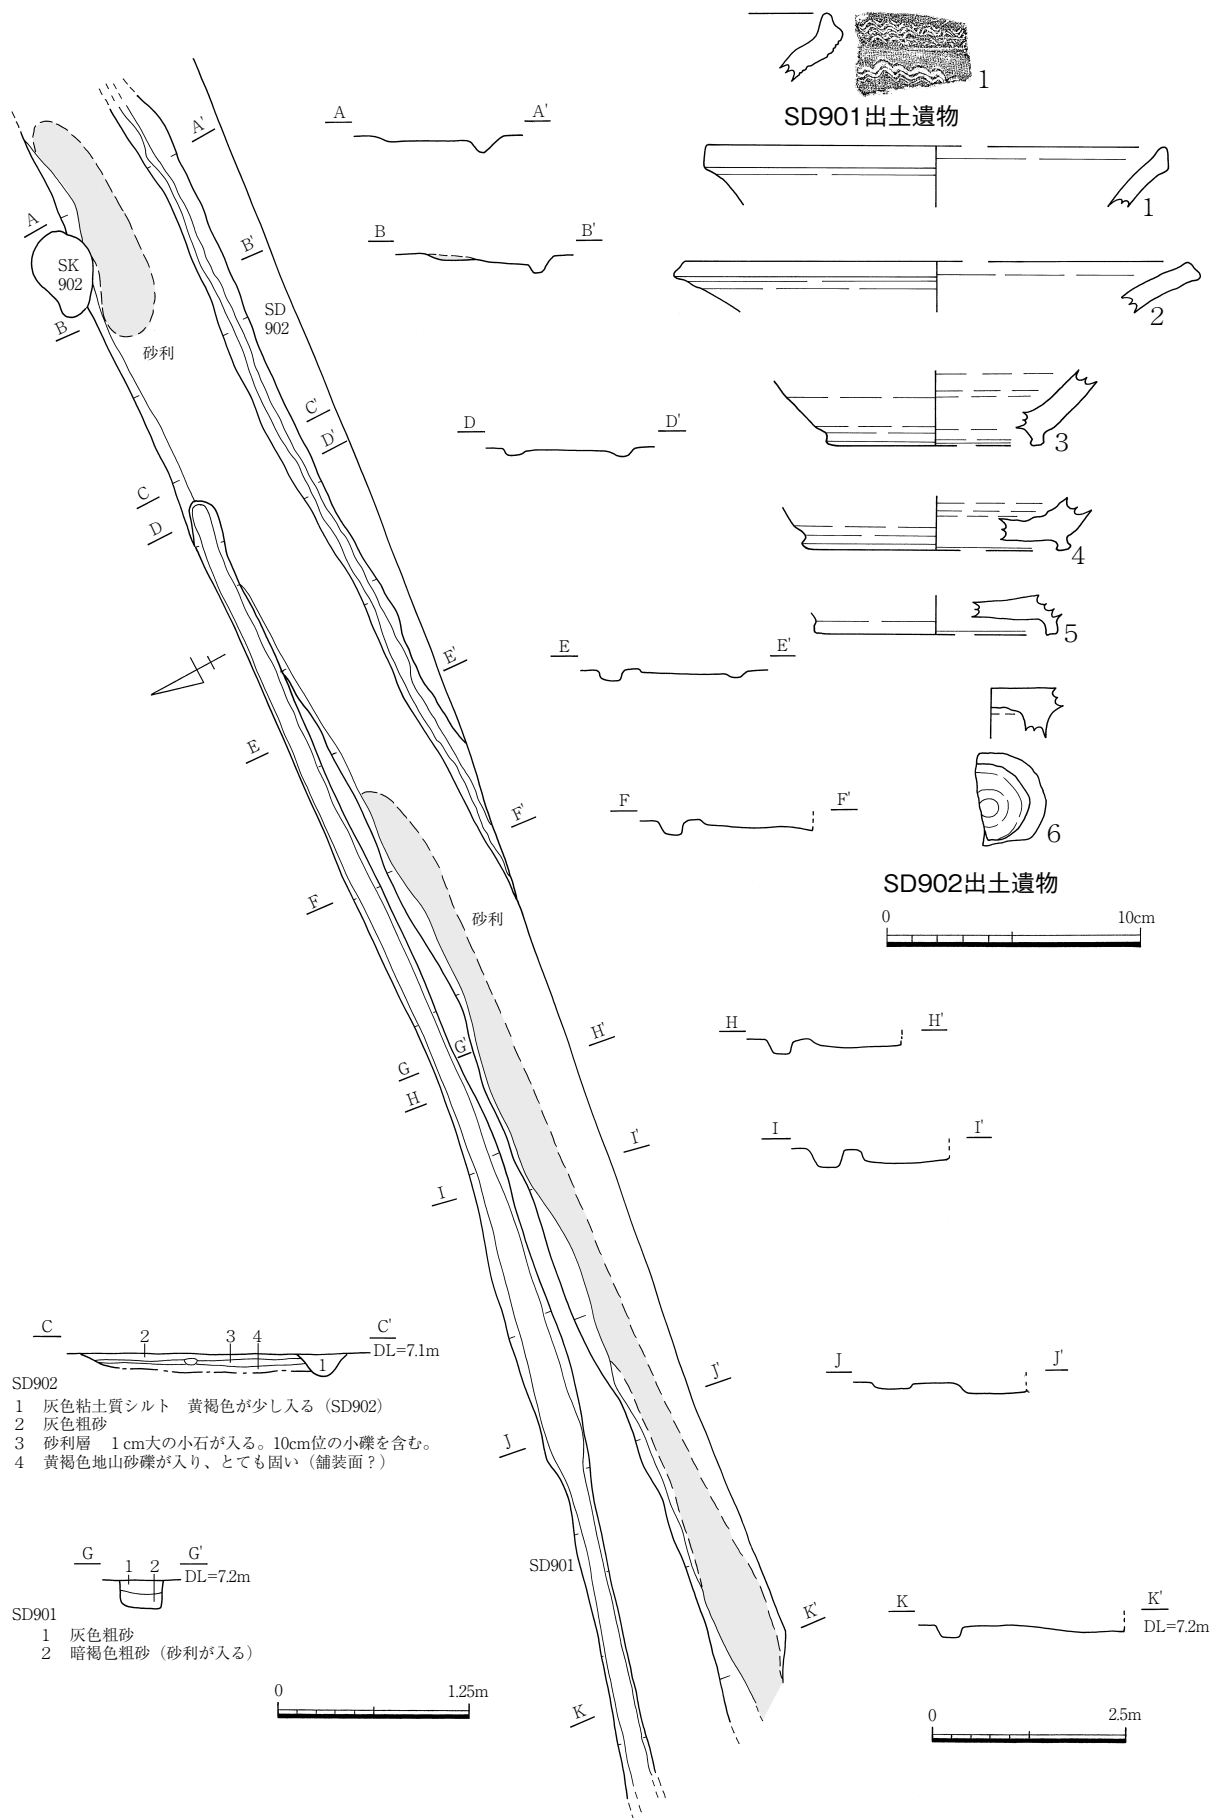 1
SD901出土遺物
A
A'
A'
A
1
B
B'
B'
SK
902
B
2
SD
902
砂利
C'
D'
D
D'
3
C
D
4
5
E'
E
E'
E
6
F'
F
F'
SD902出土遺物
0
10cm
F
砂利
H'
H
H'
G'
G
H
I'
I
I'
I
C
2
3
4
C'
DL=7.1m
1
SD902
1 灰色粘土質シルト 黄褐色が少し入る（SD902）
2 灰色粗砂
3 砂利層 1cm大の小石が入る。10cm位の小礫を含む。
4 黄褐色地山砂礫が入り、とても固い（舗装面？）
J'
J
J'
J
G
1
2
G'
DL=7.2m
SD901
SD901
1 灰色粗砂
2 暗褐色粗砂（砂利が入る）
K'
K
K'
DL=7.2m
0
1.25m
K
0
2.5m